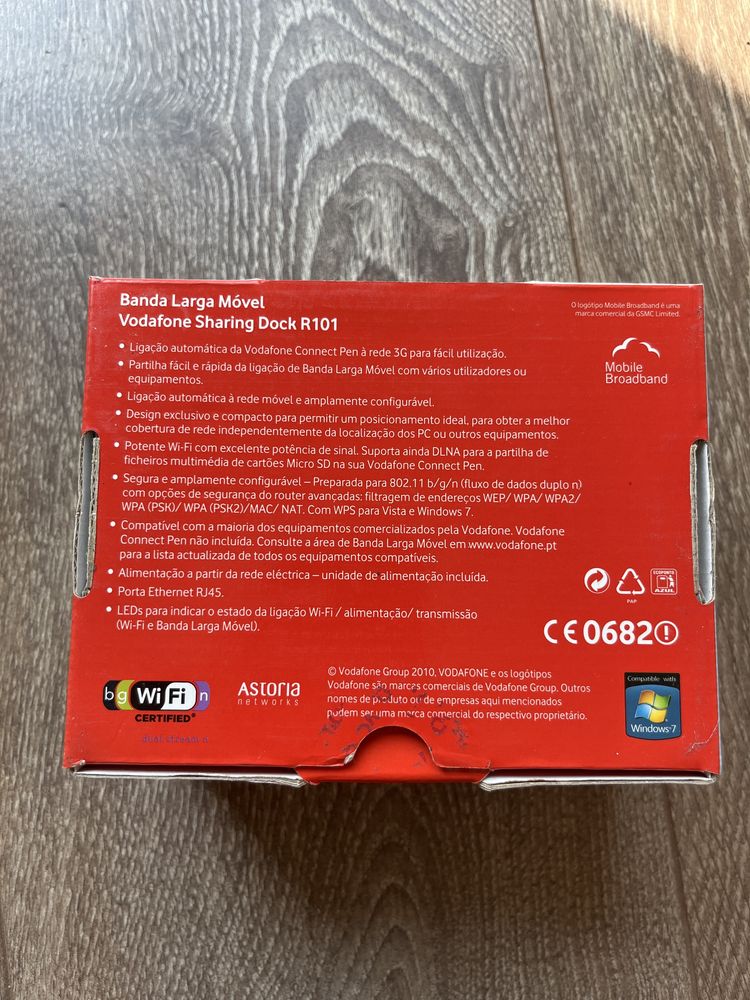 Banda Larga Móvel
Vodafone Sharing Dock R101
O logótipo Mobile Broadband é uma
marca comercial da GSMC Limited.
Mobile
Broadband
• Ligação automática da Vodafone Connect Pen à rede 3G para fácil utilização.
• Partilha fácil e rápida da ligação de Banda Larga Móvel com vários utilizadores ou
equipamentos.
• Ligação automática à rede móvel e amplamente configurável.
• Design exclusivo e compacto para permitir um posicionamento ideal, para obter a melhor
cobertura de rede independentemente da localização dos PC ou outros equipamentos.
• Potente Wi-Fi com excelente potência de sinal. Suporta ainda DLNA para a partilha de
ficheiros multimédia de cartões Micro SD na sua Vodafone Connect Pen.
• Segura e amplamente configurável – Preparada para 802.11 b/g/n (fluxo de dados duplo n)
com opções de segurança do router avançadas: filtragem de endereços WEP/ WPA/ WPA2/
WPA (PSK)/ WPA (PSK2)/MAC/ NAT. Com WPS para Vista e Windows 7.
• Compatível com a maioria dos equipamentos comercializados pela Vodafone. Vodafone
Connect Pen não incluída. Consulte a área de Banda Larga Móvel em www.vodafone.pt
para a lista actualizada de todos os equipamentos compatíveis.
• Alimentação a partir da rede eléctrica – unidade de alimentação incluída.
• Porta Ethernet RJ45.
• LEDs para indicar o estado da ligação Wi-Fi / alimentação/ transmissão
(Wi-Fi e Banda Larga Móvel).
PAP
ECOPONTO
AZUL
CE0682
b g Wi Fi n
CERTIFIED®
dual stream n
Astoria
networks
© Vodafone Group 2010, VODAFONE e os logótipos
Vodafone são marcas comerciais de Vodafone Group. Outros
nomes de produto ou de empresas aqui mencionados
podem ser uma marca comercial do respectivo proprietário.
Compatible with
Windows 7